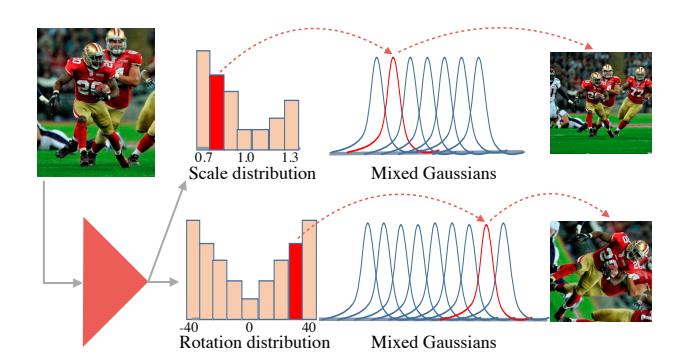 0.7 1.0 1.3
Scale distribution
Mixed Gaussians
-40 0 40
Rotation distribution
Mixed Gaussians